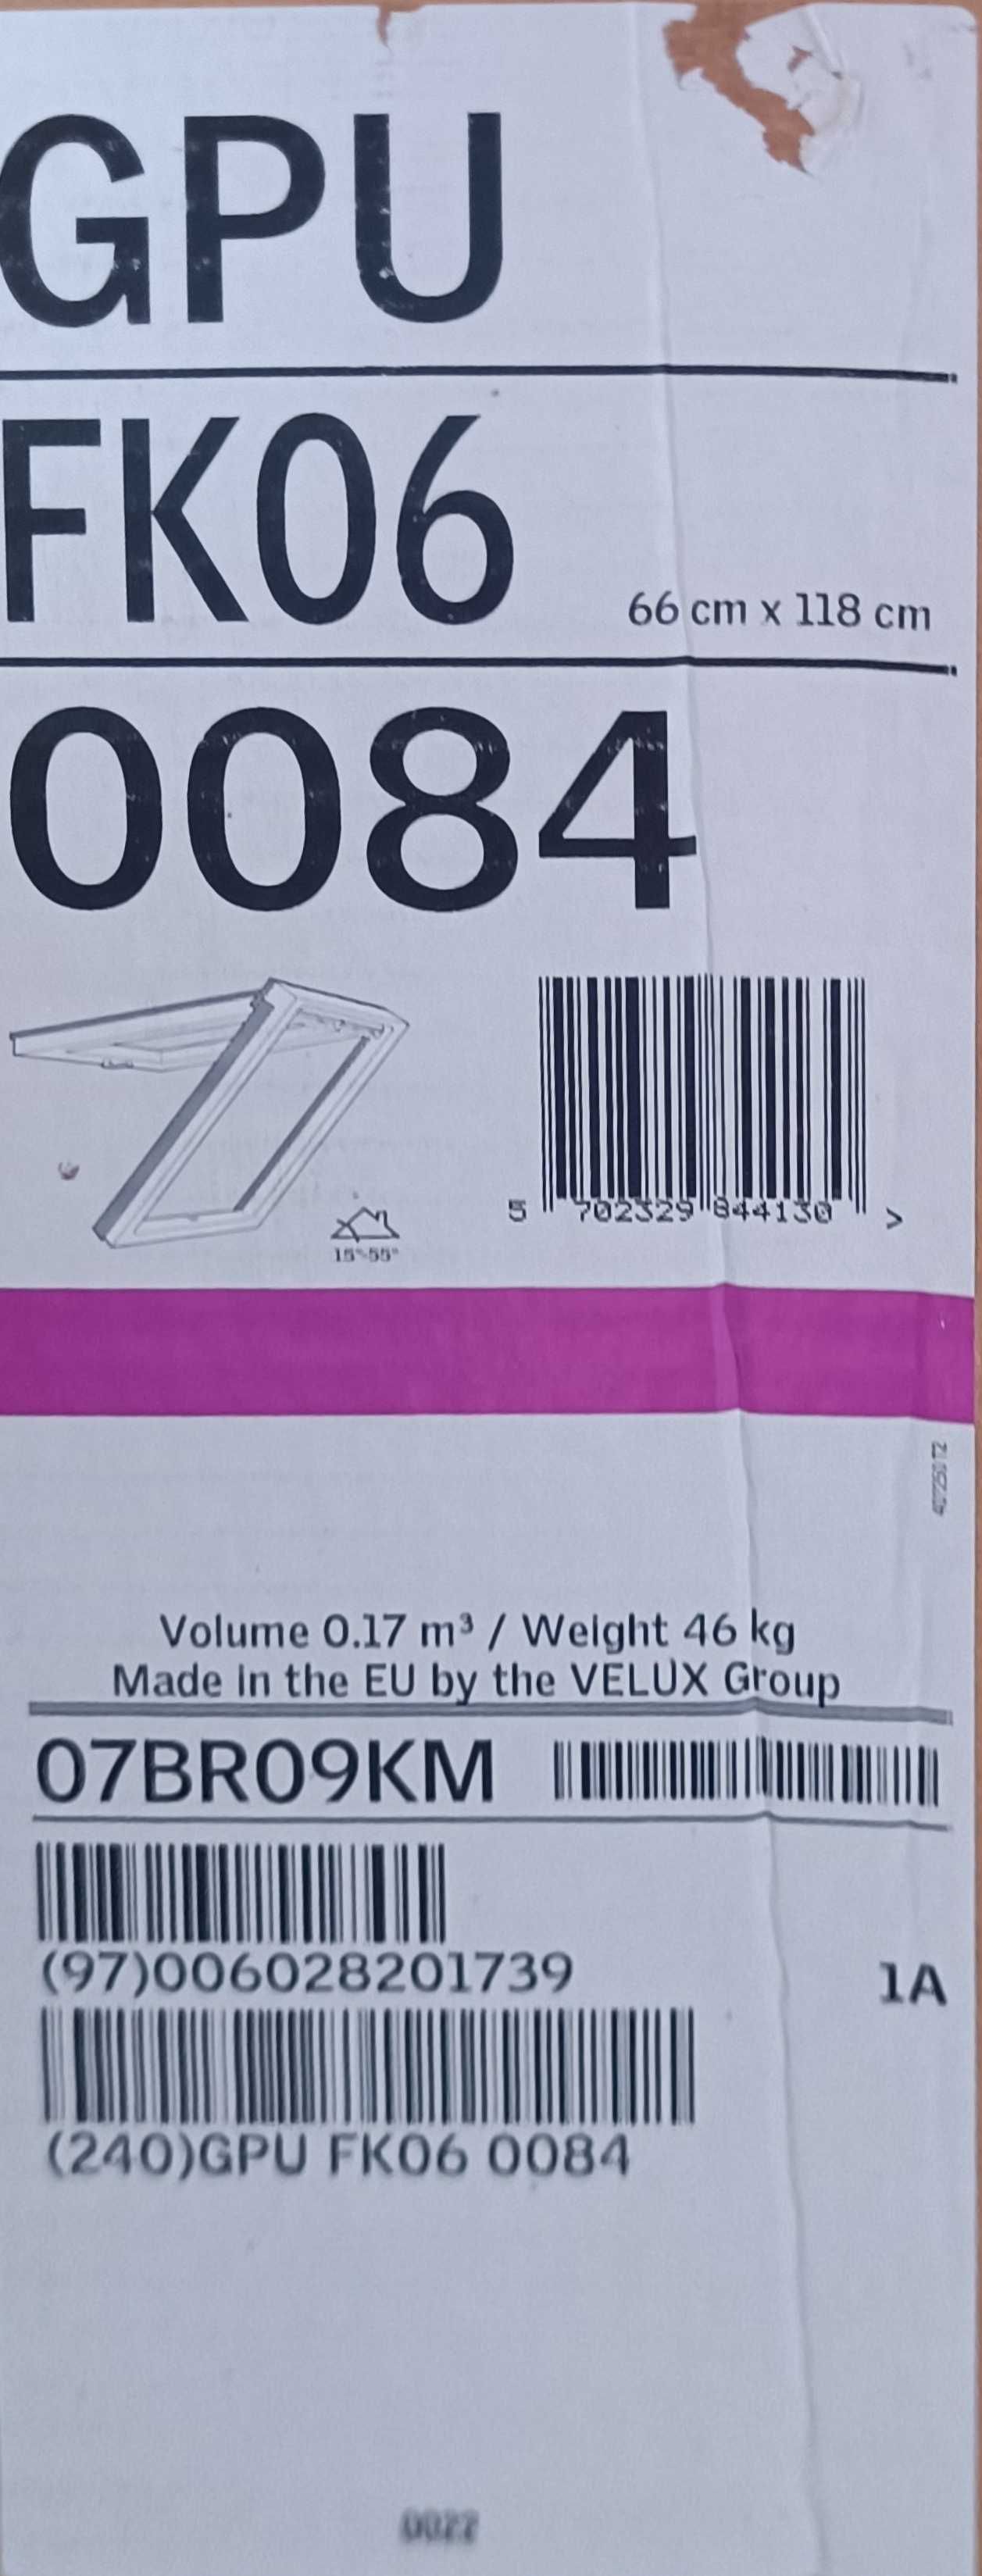 GPU
FK06
66 cm x 118 cm
0084
15°-55°
5 702329 844130 >
Volume 0.17 m³ / Weight 46 kg
Made in the EU by the VELUX Group
07BR09KM
(97)006028201739
1A
(240)GPU FK06 0084
0022